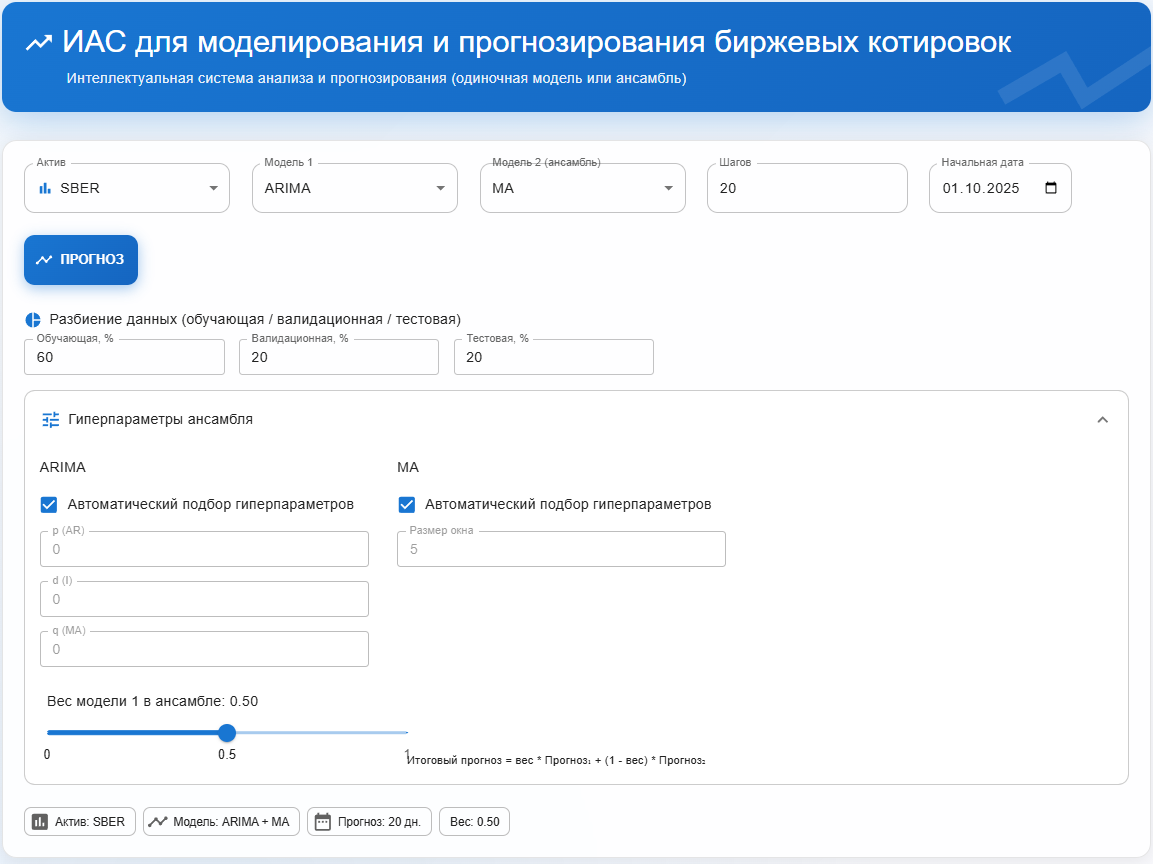 ИАС для моделирования и прогнозирования биржевых котировок
Интеллектуальная система анализа и прогнозирования (одиночная модель или ансамбль)
Актив Модель 1 Модель 2 (ансамбль) Шагов Начальная дата
SBER ARIMA MA 20 01.10.2025
ПРОГНОЗ
Разбиение данных (обучающая / валидационная / тестовая)
Обучающая, % Валидационная, % Тестовая, %
60 20 20
Гиперпараметры ансамбля
ARIMA MA
Автоматический подбор гиперпараметров Автоматический подбор гиперпараметров
p (AR) Размер окна
0 5
d (I)
0
q (MA)
0
Вес модели 1 в ансамбле: 0.50
0 0.5 1
Итоговый прогноз = вес * Прогноз₁ + (1 - вес) * Прогноз₂
Актив: SBER Модель: ARIMA + MA Прогноз: 20 дн. Вес: 0.50